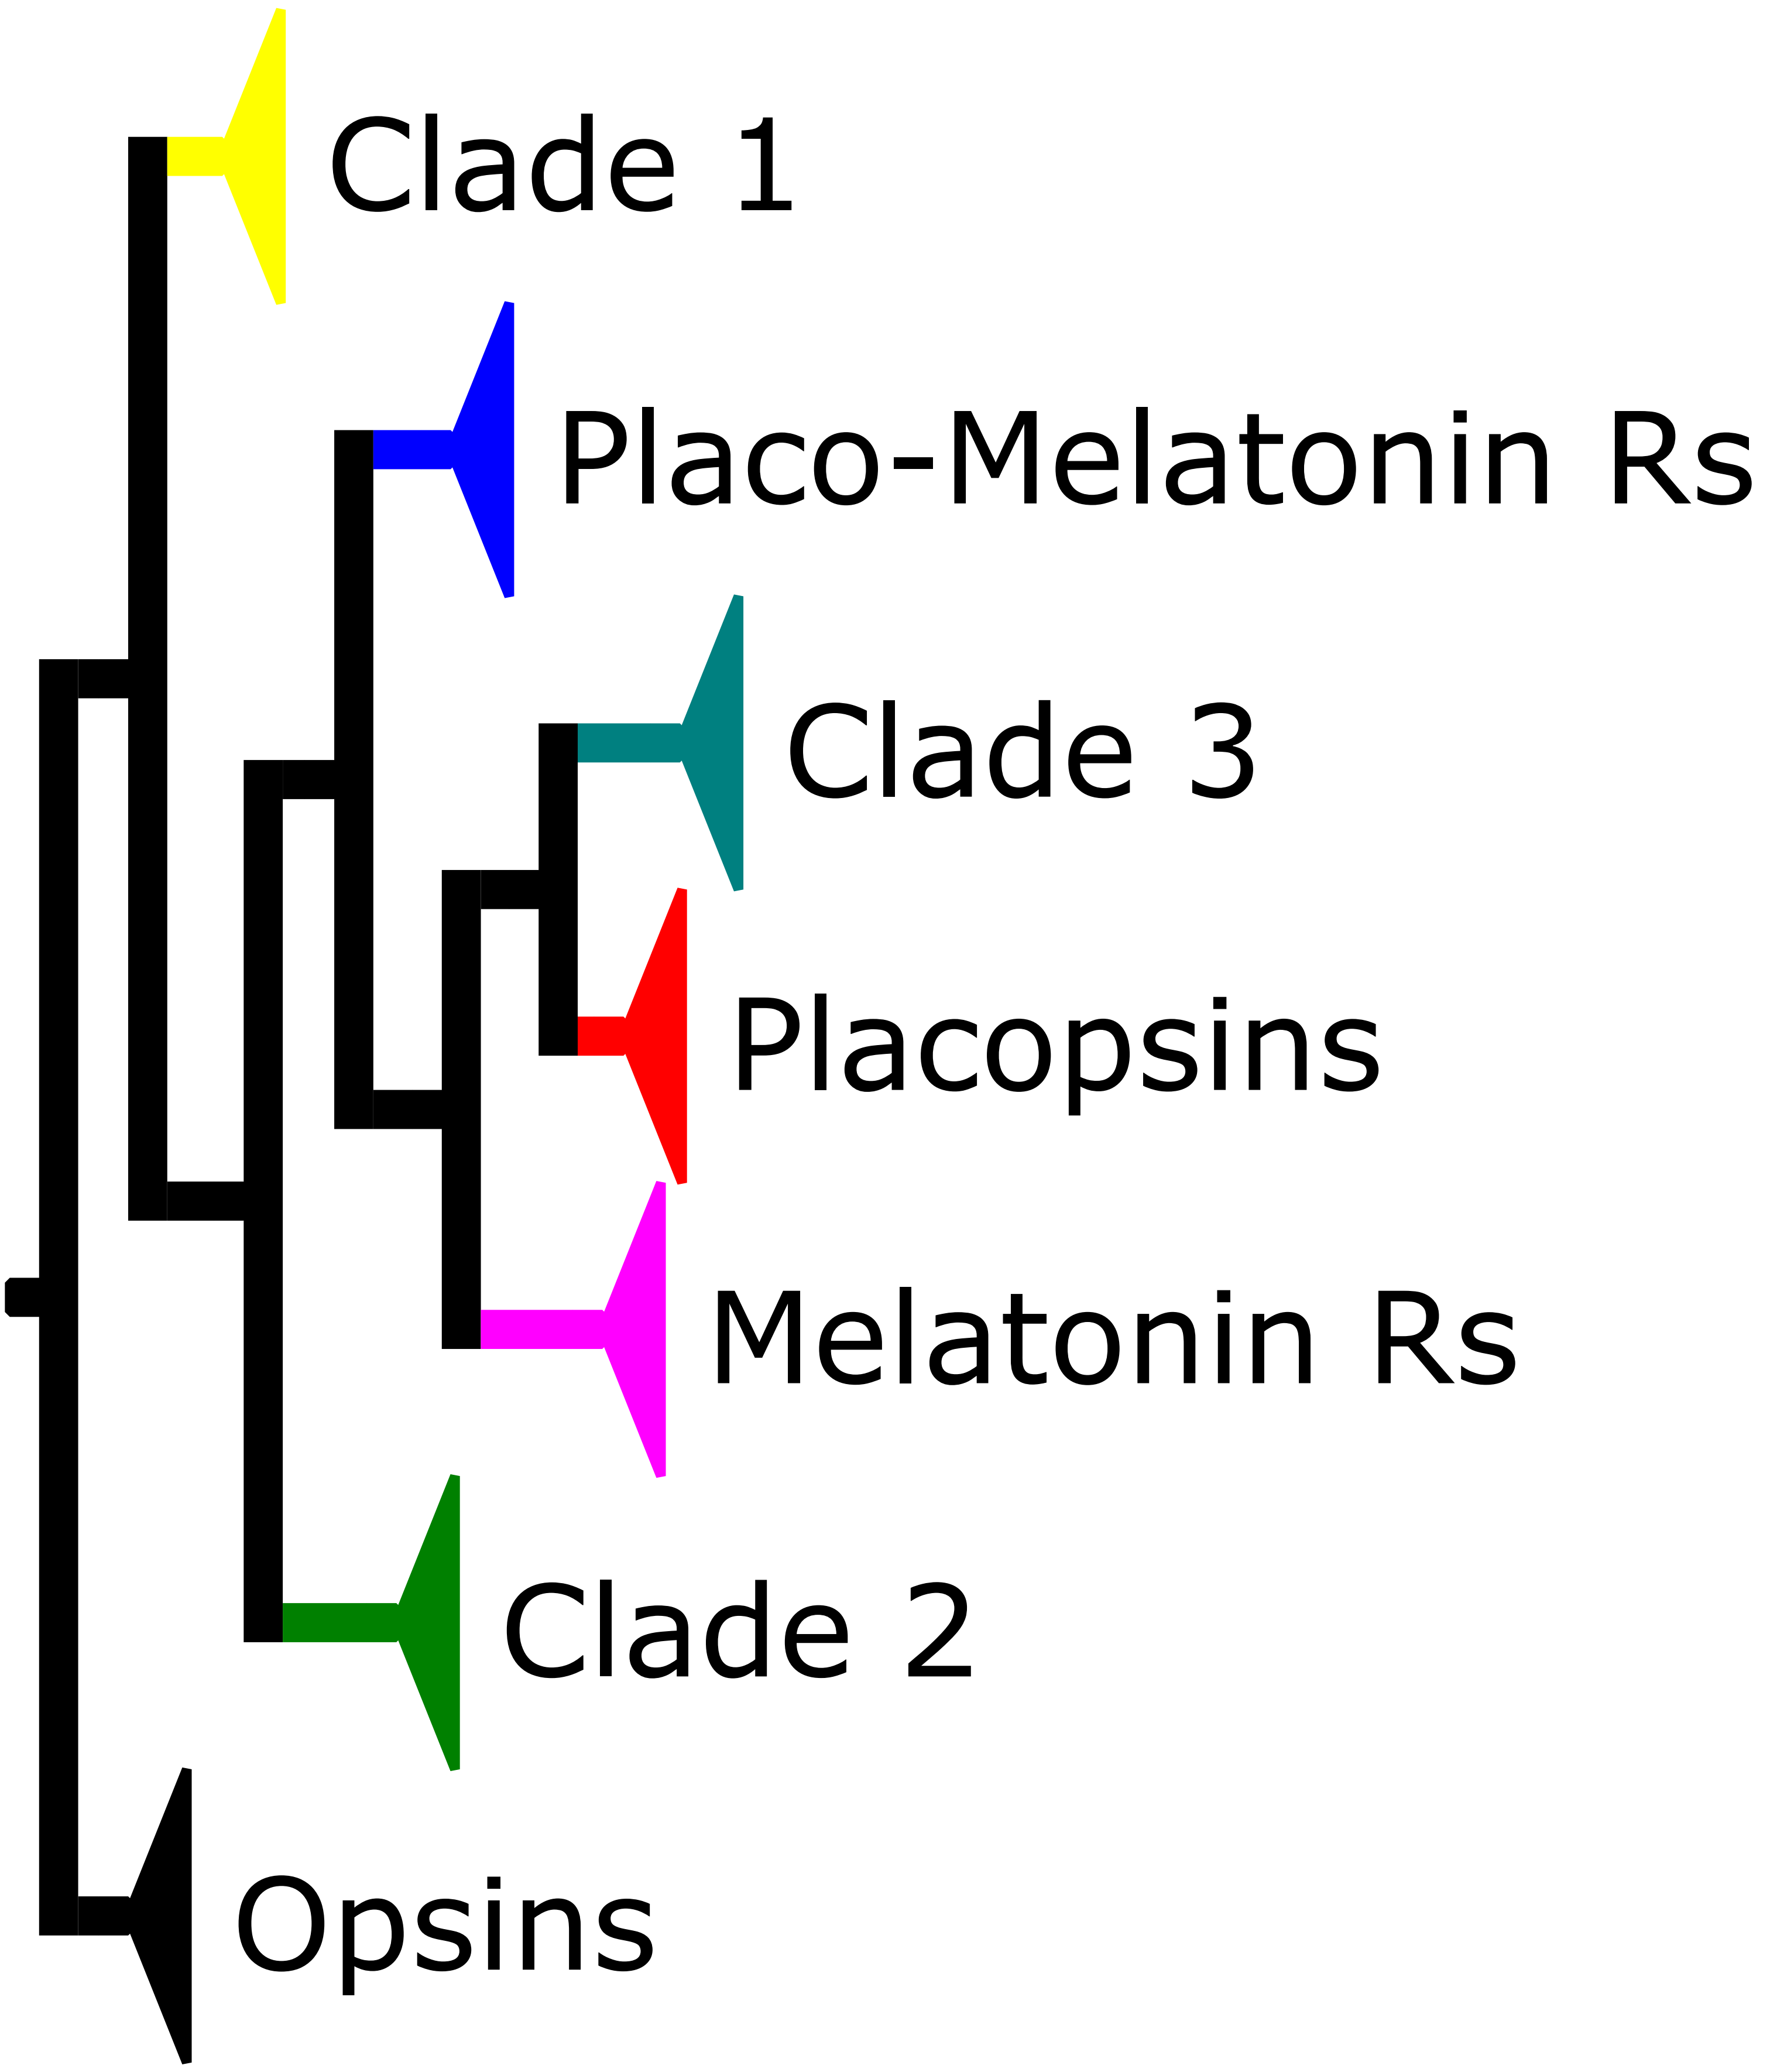 Clade 1
Placo-Melatonin Rs
Clade 3
Placopsins
Melatonin Rs
Clade 2
Opsins